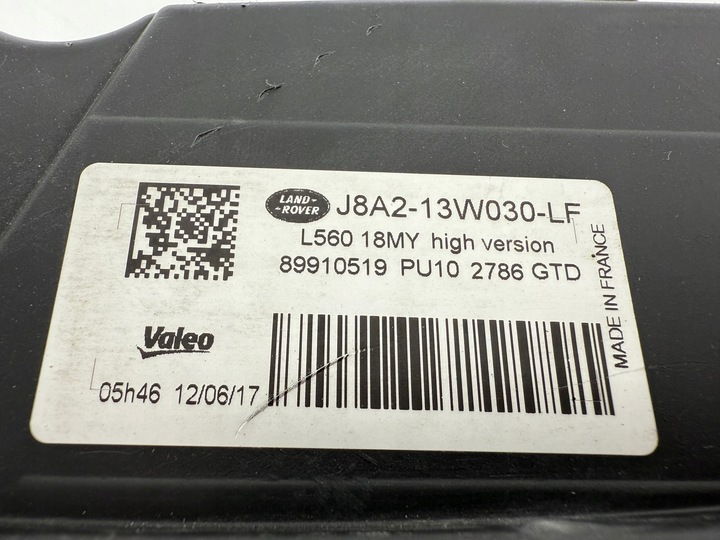 LAND-
-ROVER
J8A2-13W030-LF
L560 18MY high version
89910519 PU10 2786 GTD
MADE IN FRANCE
Valeo
05h46 12/06/17